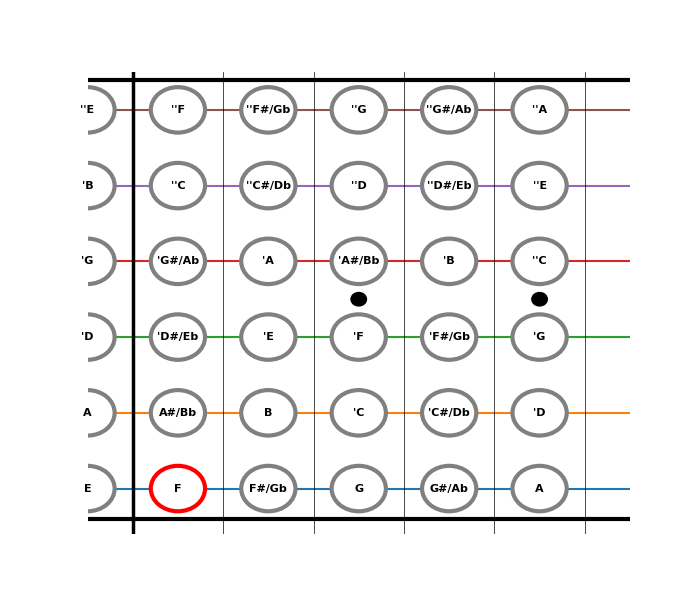 ''E ''F ''F#/Gb ''G ''G#/Ab ''A
'B ''C ''C#/Db ''D ''D#/Eb ''E
'G 'G#/Ab 'A 'A#/Bb 'B ''C
'D 'D#/Eb 'E 'F 'F#/Gb 'G
A A#/Bb B 'C 'C#/Db 'D
E F F#/Gb G G#/Ab A